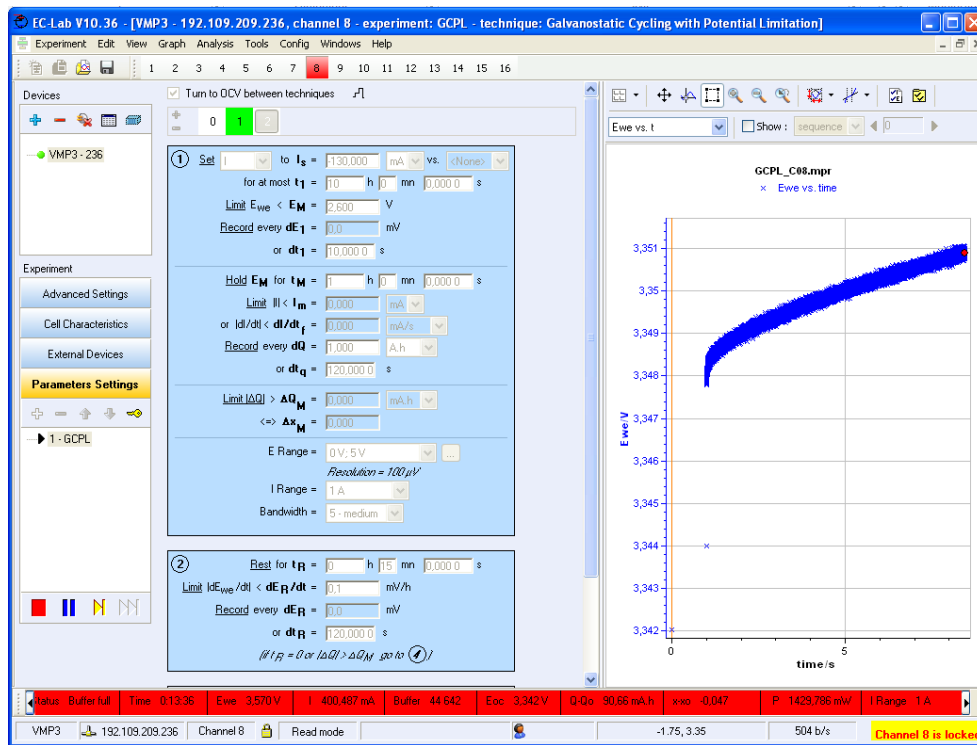 EC-Lab V10.36 - [VMP3 - 192.109.209.236, channel 8 - experiment: GCPL - technique: Galvanostatic Cycling with Potential Limitation]
Experiment Edit View Graph Analysis Tools Config Windows Help
1 2 3 4 5 6 7 8 9 10 11 12 13 14 15 16
Devices
VMP3 - 236
Experiment
Advanced Settings
Cell Characteristics
External Devices
Parameters Settings
1 - GCPL
Turn to OCV between techniques
0 1 2
1 Set I to Is = -130,000 mA vs. <None>
for at most t1 = 10 h 0 mn 0,000 0 s
Limit Ewe < EM = 2,600 V
Record every dE1 = 0,0 mV
or dt1 = 10,000 0 s
Hold EM for tM = 1 h 0 mn 0,000 0 s
Limit |I| < Im = 0,000 mA
or |dI/dt| < dI/dtf = 0,000 mA/s
Record every dQ = 1,000 A.h
or dtq = 120,000 0 s
Limit |ΔQ| > ΔQM = 0,000 mA.h
<=> ΔxM = 0,000
E Range = 0 V; 5 V ...
Resolution = 100 µV
I Range = 1 A
Bandwidth = 5 - medium
2 Rest for tR = 0 h 15 mn 0,000 0 s
Limit |dEwe/dt| < dER/dt = 0,1 mV/h
Record every dER = 0,0 mV
or dtR = 120,000 0 s
(if tR = 0 or |ΔQ| > ΔQM go to 4)
Ewe vs. t Show : sequence 0
GCPL_C08.mpr
Ewe vs. time
3,351
3,35
3,349
3,348
3,347
3,346
3,345
3,344
3,343
3,342
Ewe/V
0 5
time/s
Status Buffer full Time 0:13:36 Ewe 3,570 V I 400,487 mA Buffer 44 642 Eoc 3,342 V Q-Qo 90,66 mA.h x-xo -0,047 P 1429,786 mW I Range 1 A
VMP3 192.109.209.236 Channel 8 Read mode -1.75, 3.35 504 b/s Channel 8 is locked